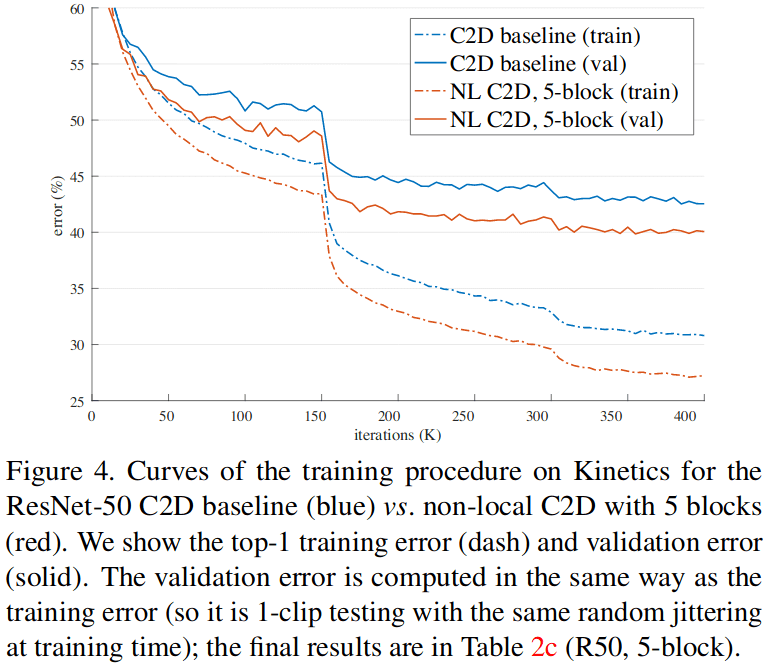 60
55
50
45
40
35
30
25
error (%)
0
50
100
150
200
250
300
350
400
iterations (K)
C2D baseline (train)
C2D baseline (val)
NL C2D, 5-block (train)
NL C2D, 5-block (val)
Figure 4. Curves of the training procedure on Kinetics for the
ResNet-50 C2D baseline (blue) vs. non-local C2D with 5 blocks
(red). We show the top-1 training error (dash) and validation error
(solid). The validation error is computed in the same way as the
training error (so it is 1-clip testing with the same random jittering
at training time); the final results are in Table 2c (R50, 5-block).